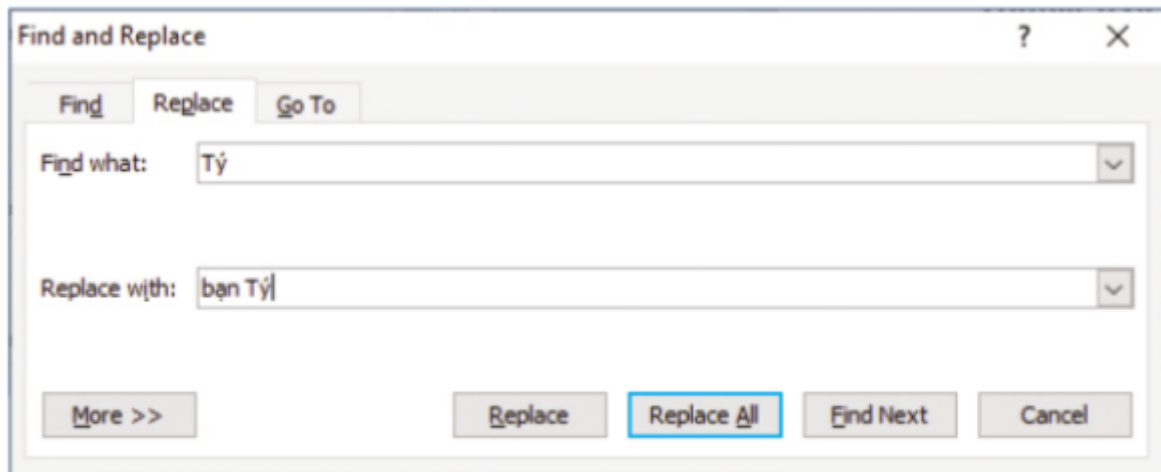 Find and Replace ?
Find Replace Go To
Find what: Tý
Replace with: bạn Tý
More >> Replace Replace All Find Next Cancel